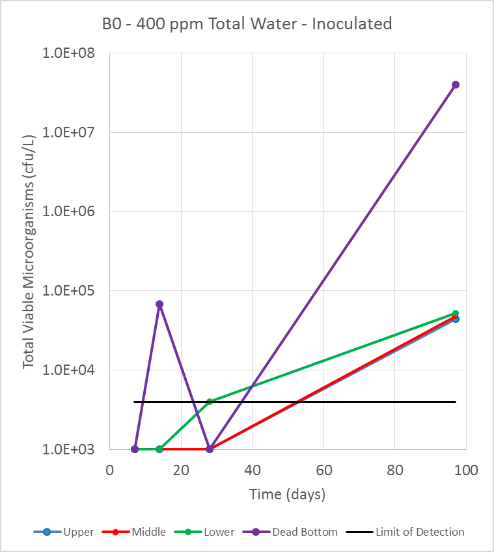 B0 - 400 ppm Total Water - Inoculated
Total Viable Microorganisms (cfu/L)
1.0E+08
1.0E+07
1.0E+06
1.0E+05
1.0E+04
1.0E+03
0 20 40 60 80 100
Time (days)
Upper Middle Lower Dead Bottom Limit of Detection